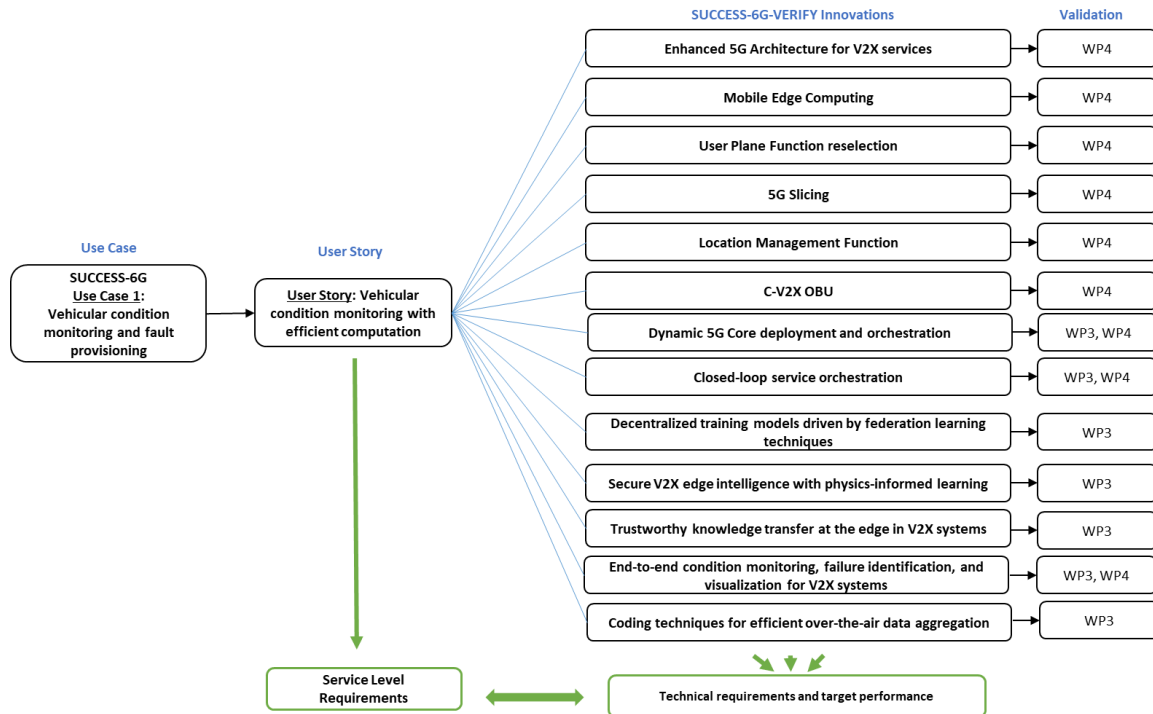 SUCCESS-6G-VERIFY Innovations
Validation
Enhanced 5G Architecture for V2X services
WP4
Mobile Edge Computing
WP4
User Plane Function reselection
WP4
5G Slicing
WP4
Use Case
User Story
Location Management Function
WP4
SUCCESS-6G
Use Case 1:
Vehicular condition
monitoring and fault
provisioning
User Story: Vehicular
condition monitoring with
efficient computation
C-V2X OBU
WP4
Dynamic 5G Core deployment and orchestration
WP3, WP4
Closed-loop service orchestration
WP3, WP4
Decentralized training models driven by federation learning
techniques
WP3
Secure V2X edge intelligence with physics-informed learning
WP3
Trustworthy knowledge transfer at the edge in V2X systems
WP3
End-to-end condition monitoring, failure identification, and
visualization for V2X systems
WP3, WP4
Coding techniques for efficient over-the-air data aggregation
WP3
Service Level
Requirements
Technical requirements and target performance